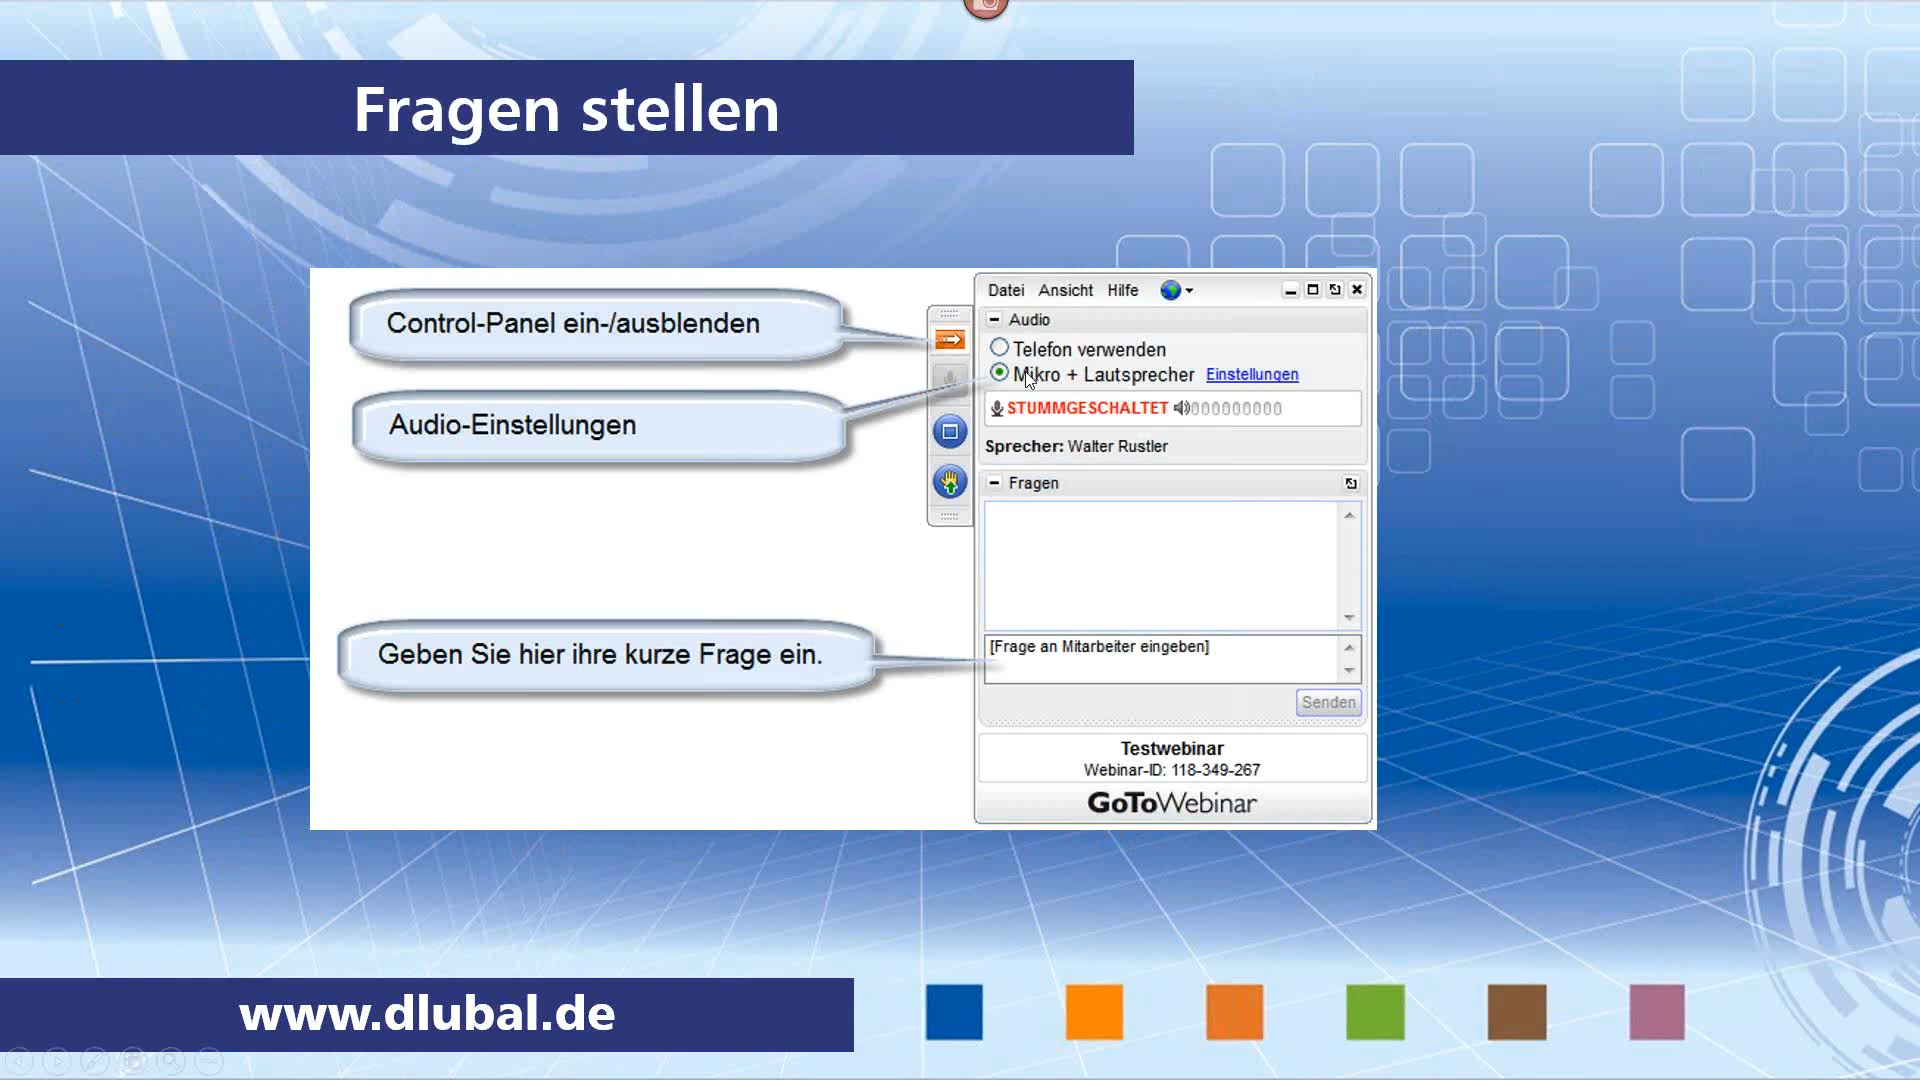 Fragen stellen
Control-Panel ein-/ausblenden
Audio-Einstellungen
Geben Sie hier ihre kurze Frage ein.
Datei Ansicht Hilfe
Audio
Telefon verwenden
Mikro + Lautsprecher Einstellungen
STUMMGESCHALTET
Sprecher: Walter Rustler
Fragen
[Frage an Mitarbeiter eingeben]
Senden
Testwebinar
Webinar-ID: 118-349-267
GoToWebinar
www.dlubal.de